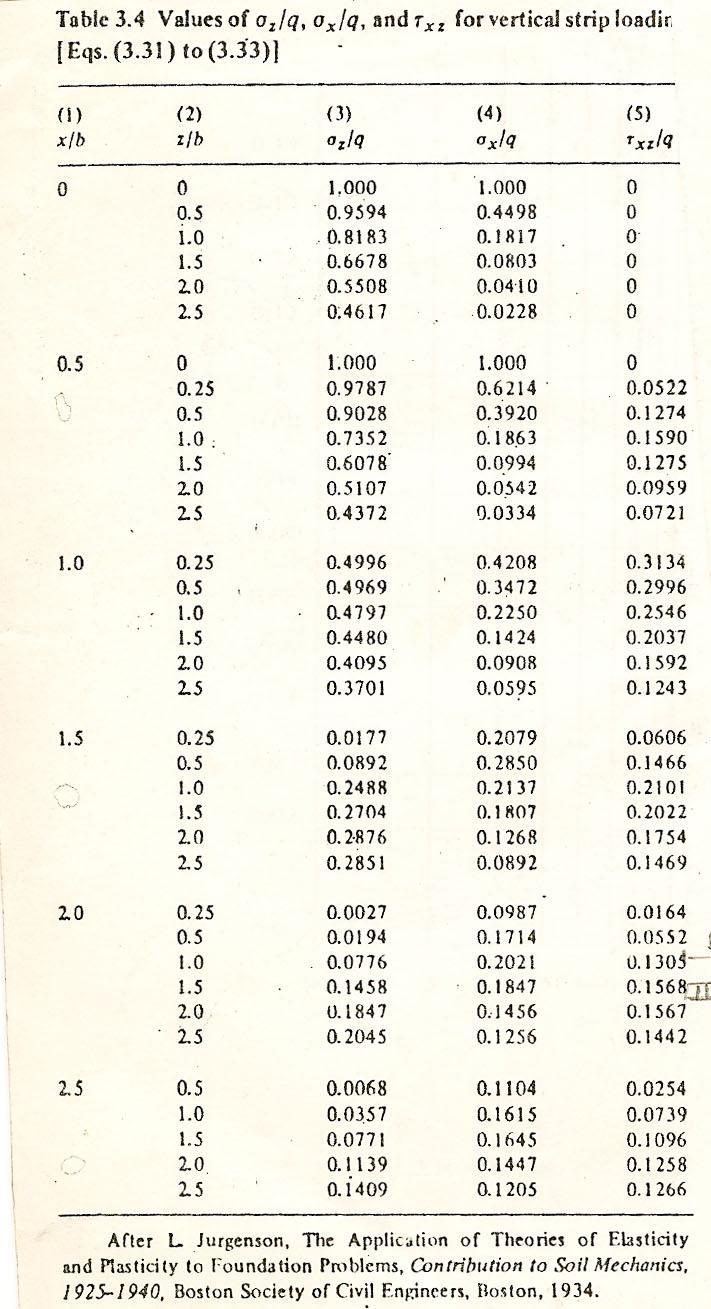 Table 3.4 Values of σz/q, σx/q, and τxz for vertical strip loadin
[Eqs. (3.31) to (3.33)]
(1) (2) (3) (4) (5)
x/b z/b σz/q σx/q τxz/q
0 0 1.000 1.000 0
0.5 0.9594 0.4498 0
1.0 0.8183 0.1817 0
1.5 0.6678 0.0803 0
2.0 0.5508 0.0410 0
2.5 0.4617 0.0228 0
0.5 0 1.000 1.000 0
0.25 0.9787 0.6214 0.0522
0.5 0.9028 0.3920 0.1274
1.0 0.7352 0.1863 0.1590
1.5 0.6078 0.0994 0.1275
2.0 0.5107 0.0542 0.0959
2.5 0.4372 0.0334 0.0721
1.0 0.25 0.4996 0.4208 0.3134
0.5 0.4969 0.3472 0.2996
1.0 0.4797 0.2250 0.2546
1.5 0.4480 0.1424 0.2037
2.0 0.4095 0.0908 0.1592
2.5 0.3701 0.0595 0.1243
1.5 0.25 0.0177 0.2079 0.0606
0.5 0.0892 0.2850 0.1466
1.0 0.2488 0.2137 0.2101
1.5 0.2704 0.1807 0.2022
2.0 0.2876 0.1268 0.1754
2.5 0.2851 0.0892 0.1469
2.0 0.25 0.0027 0.0987 0.0164
0.5 0.0194 0.1714 0.0552
1.0 0.0776 0.2021 0.1305
1.5 0.1458 0.1847 0.1568
2.0 0.1847 0.1456 0.1567
2.5 0.2045 0.1256 0.1442
2.5 0.5 0.0068 0.1104 0.0254
1.0 0.0357 0.1615 0.0739
1.5 0.0771 0.1645 0.1096
2.0 0.1139 0.1447 0.1258
2.5 0.1409 0.1205 0.1266
After L. Jurgenson, The Application of Theories of Elasticity
and Plasticity to Foundation Problems, Contribution to Soil Mechanics,
1925-1940, Boston Society of Civil Engineers, Boston, 1934.